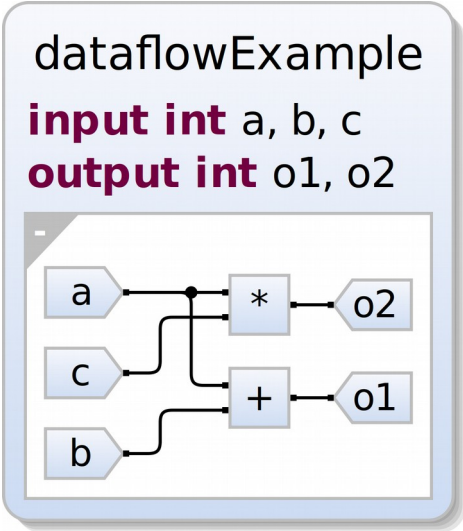 dataflowExample
input int a, b, c
output int o1, o2
-
a
*
o2
c
+
o1
b